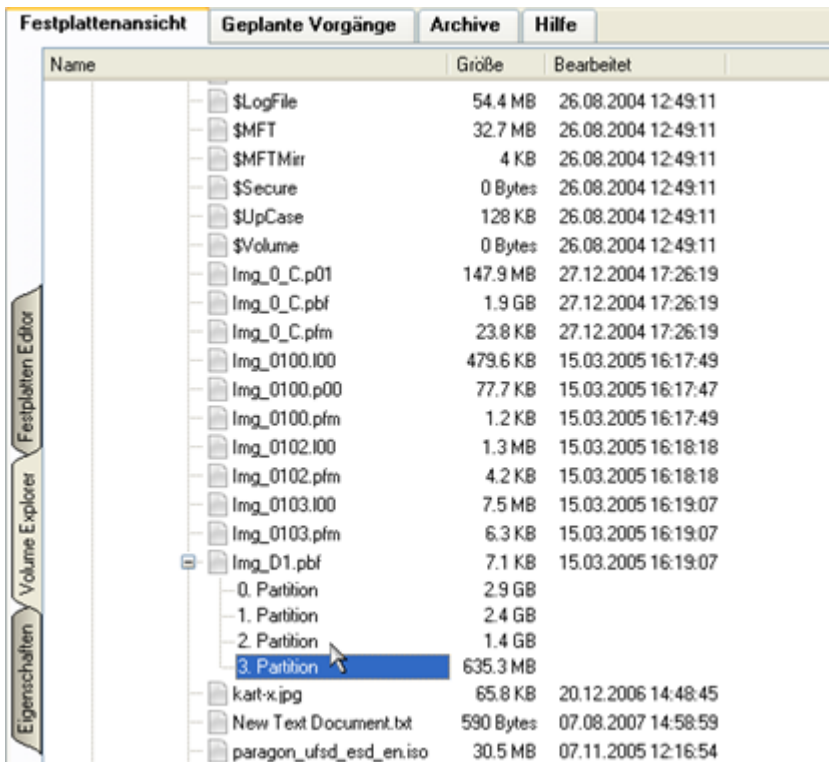 Festplattenansicht Geplante Vorgänge Archive Hilfe
Name Größe Bearbeitet
$LogFile 54.4 MB 26.08.2004 12:49:11
$MFT 32.7 MB 26.08.2004 12:49:11
$MFTMirr 4 KB 26.08.2004 12:49:11
$Secure 0 Bytes 26.08.2004 12:49:11
$UpCase 128 KB 26.08.2004 12:49:11
$Volume 0 Bytes 26.08.2004 12:49:11
Img_0_C.p01 147.9 MB 27.12.2004 17:26:19
Img_0_C.pbf 1.9 GB 27.12.2004 17:26:19
Img_0_C.pfm 23.8 KB 27.12.2004 17:26:19
Img_0100.l00 479.6 KB 15.03.2005 16:17:49
Img_0100.p00 77.7 KB 15.03.2005 16:17:47
Img_0100.pfm 1.2 KB 15.03.2005 16:17:49
Img_0102.l00 1.3 MB 15.03.2005 16:18:18
Img_0102.pfm 4.2 KB 15.03.2005 16:18:18
Img_0103.l00 7.5 MB 15.03.2005 16:19:07
Img_0103.pfm 6.3 KB 15.03.2005 16:19:07
Img_D1.pbf 7.1 KB 15.03.2005 16:19:07
0. Partition 2.9 GB
1. Partition 2.4 GB
2. Partition 1.4 GB
3. Partition 635.3 MB
kart-x.jpg 65.8 KB 20.12.2006 14:48:45
New Text Document.txt 590 Bytes 07.08.2007 14:58:59
paragon_ufsd_esd_en.iso 30.5 MB 07.11.2005 12:16:54
Festplatten Editor
Volume Explorer
Eigenschaften